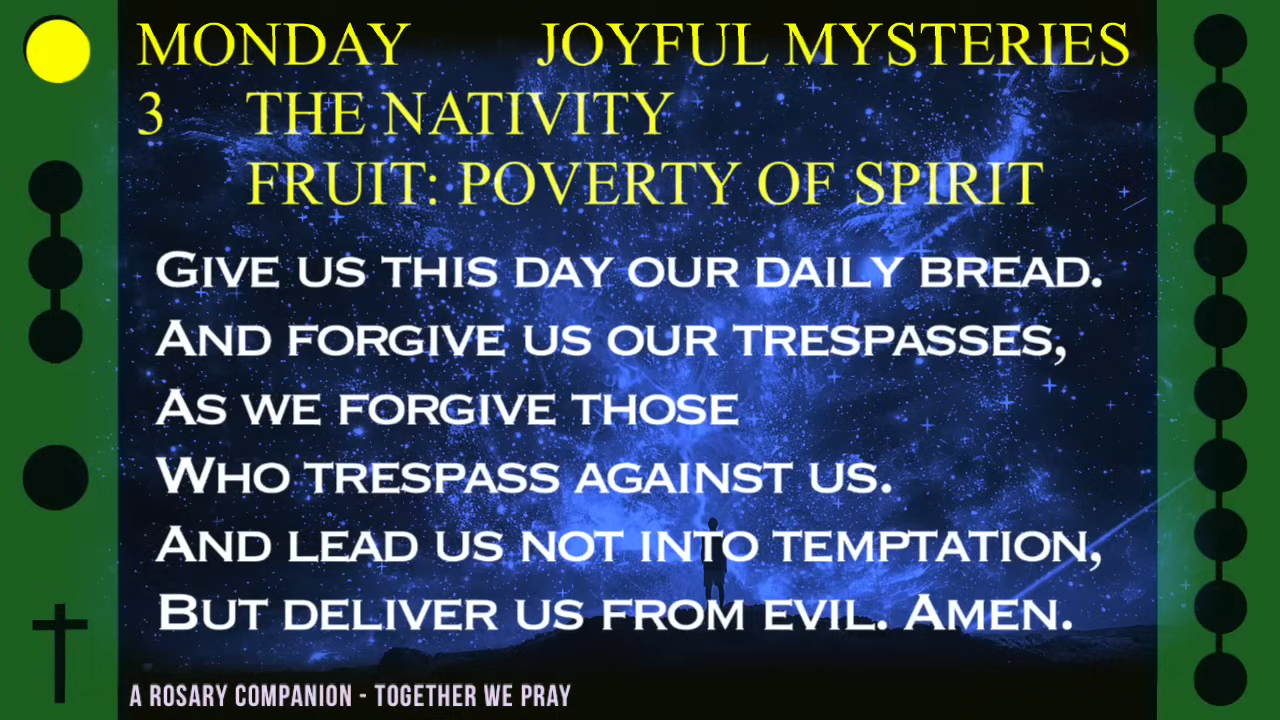 MONDAY JOYFUL MYSTERIES
3 THE NATIVITY
FRUIT: POVERTY OF SPIRIT
GIVE US THIS DAY OUR DAILY BREAD.
AND FORGIVE US OUR TRESPASSES,
AS WE FORGIVE THOSE
WHO TRESPASS AGAINST US.
AND LEAD US NOT INTO TEMPTATION,
BUT DELIVER US FROM EVIL. AMEN.
A ROSARY COMPANION - TOGETHER WE PRAY